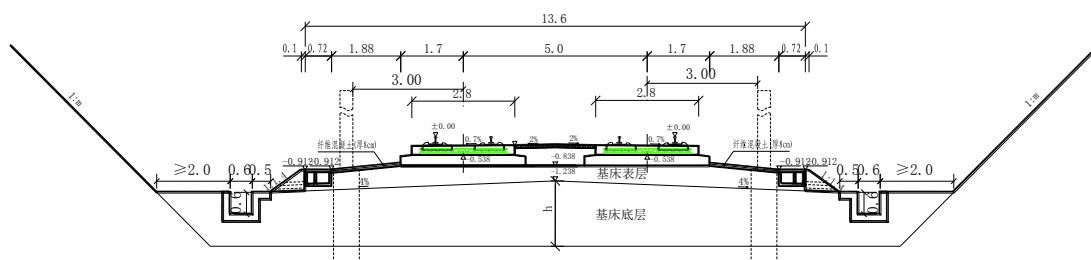 13.6
0.1 0.72 1.88 1.7 5.0 1.7 1.88 0.72 0.1
3.00 3.00
2.8 2.8
1:m 1:m
±0.00 ±0.00
纤维混凝土(厚8cm) 0.7% 2% 2% 0.7% 纤维混凝土(厚8cm)
-0.912 -0.912 -0.538 -0.838 -0.538 -0.912 -0.912
≥2.0 0.6 0.5 -1.238 0.5 0.6 ≥2.0
基床表层
4% 4%
0.6 h 0.6
基床底层